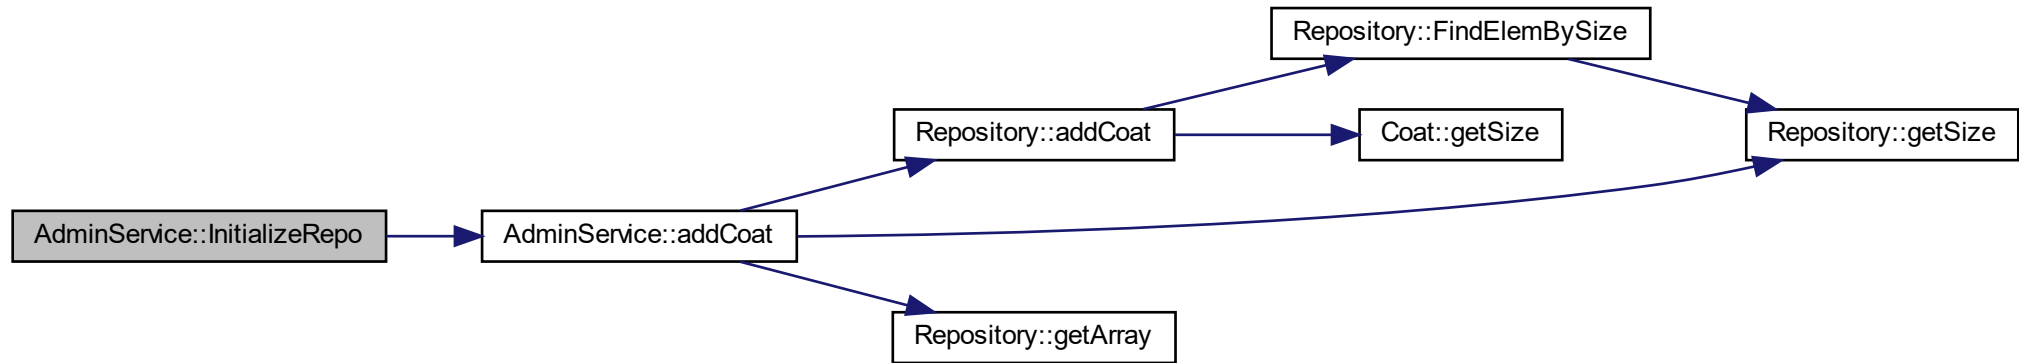 Repository::FindElemBySize
Repository::addCoat
Coat::getSize
Repository::getSize
AdminService::InitializeRepo
AdminService::addCoat
Repository::getArray